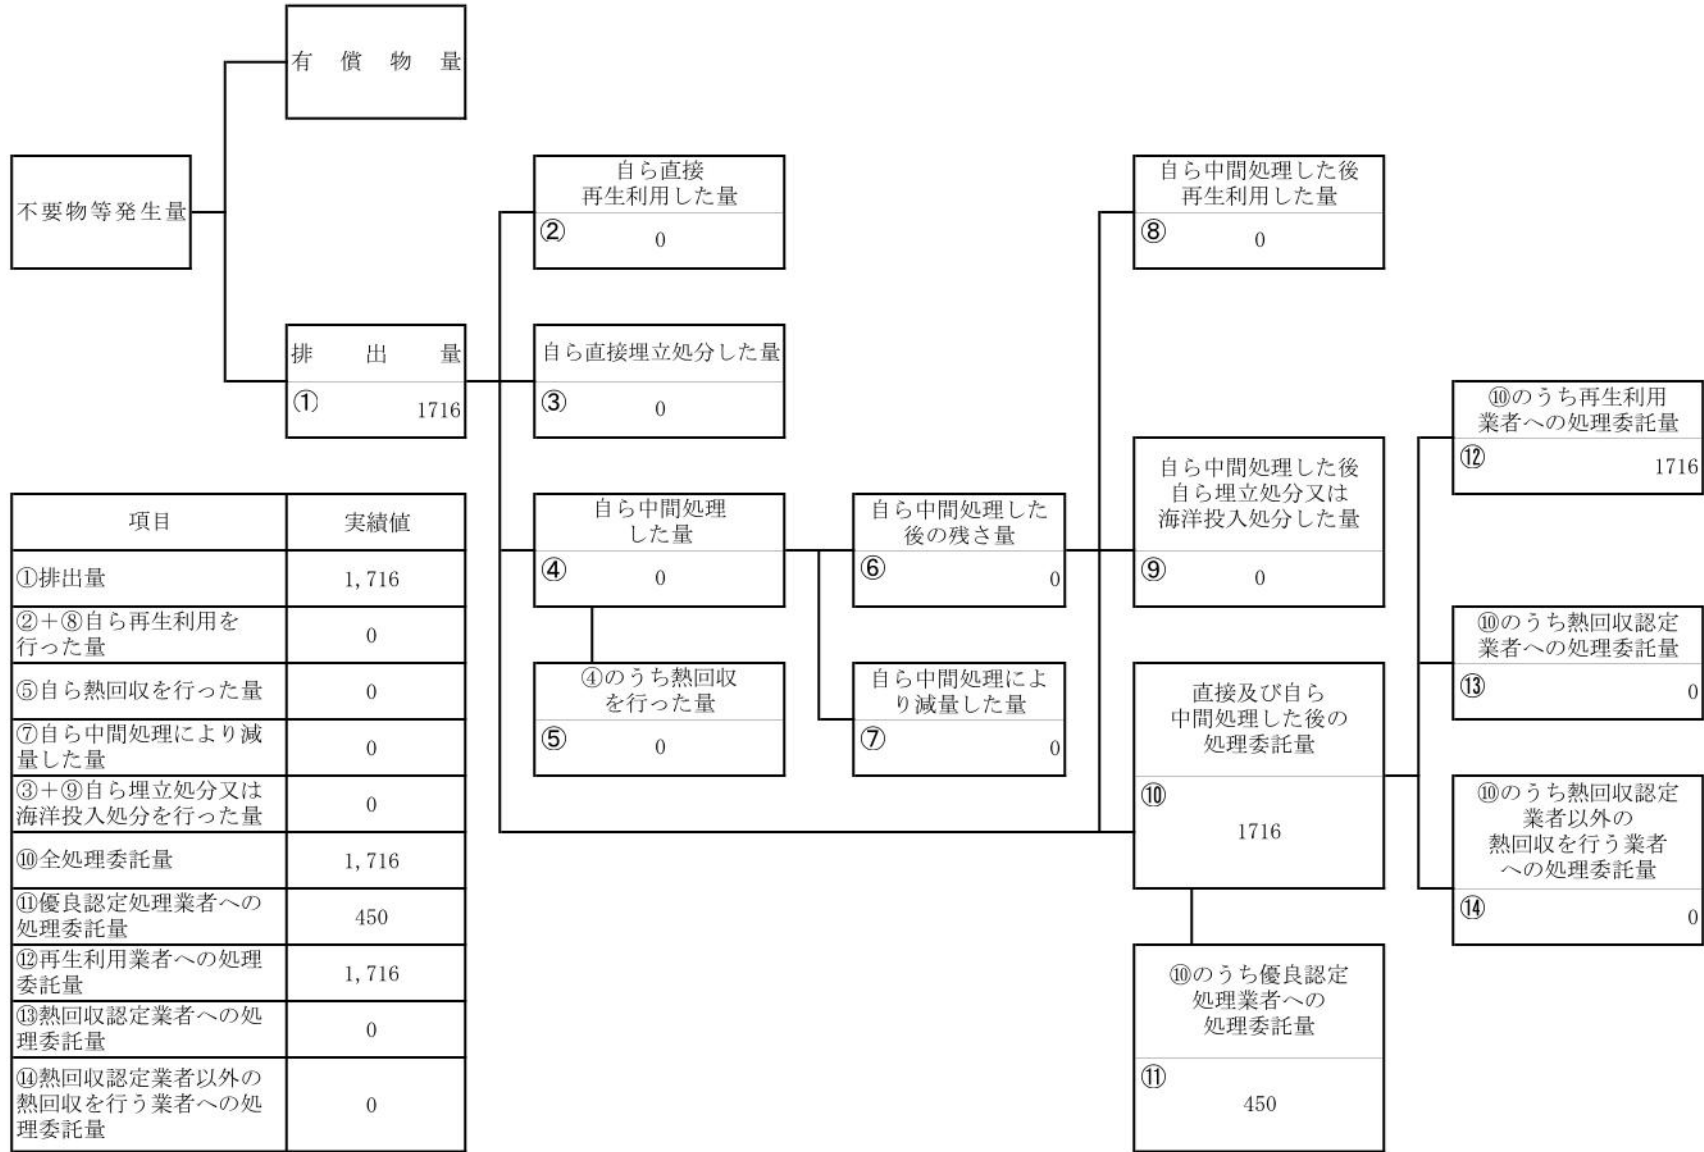 有償物量
不要物等発生量
排出量
① 1716
自ら直接
再生利用した量
② 0
自ら直接埋立処分した量
③ 0
自ら中間処理
した量
④ 0
④のうち熱回収
を行った量
⑤ 0
自ら中間処理した
後の残さ量
⑥ 0
自ら中間処理によ
り減量した量
⑦ 0
自ら中間処理した後
再生利用した量
⑧ 0
自ら中間処理した後
自ら埋立処分又は
海洋投入処分した量
⑨ 0
直接及び自ら
中間処理した後の
処理委託量
⑩
1716
⑩のうち優良認定
処理業者への
処理委託量
⑪
450
⑩のうち再生利用
業者への処理委託量
⑫ 1716
⑩のうち熱回収認定
業者への処理委託量
⑬ 0
⑩のうち熱回収認定
業者以外の
熱回収を行う業者
への処理委託量
⑭ 0
項目 実績値
①排出量 1,716
②+⑧自ら再生利用を
行った量 0
⑤自ら熱回収を行った量 0
⑦自ら中間処理により減
量した量 0
③+⑨自ら埋立処分又は
海洋投入処分を行った量 0
⑩全処理委託量 1,716
⑪優良認定処理業者への
処理委託量 450
⑫再生利用業者への処理
委託量 1,716
⑬熱回収認定業者への処
理委託量 0
⑭熱回収認定業者以外の
熱回収を行う業者への処
理委託量 0